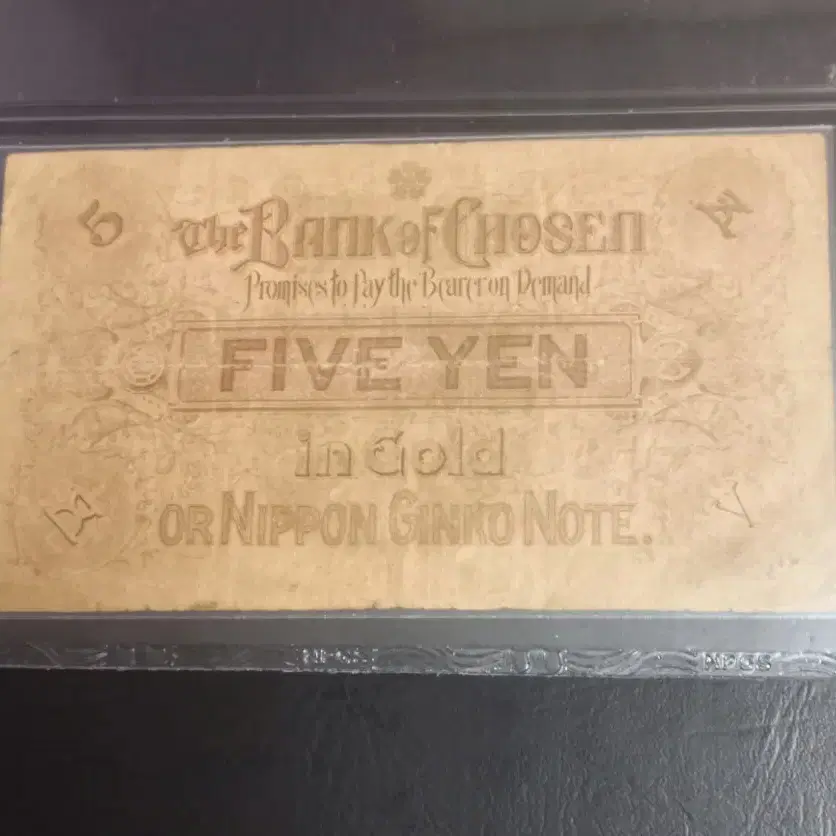 5
The BANK of CHOSEN
Promises to Pay the Bearer on Demand
FIVE YEN
in Gold
OR NIPPON GINKO NOTE.
V